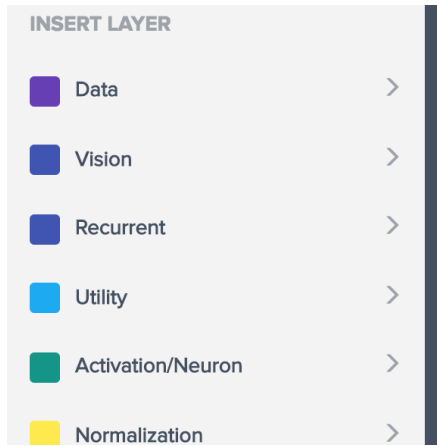 INSERT LAYER
Data
Vision
Recurrent
Utility
Activation/Neuron
Normalization